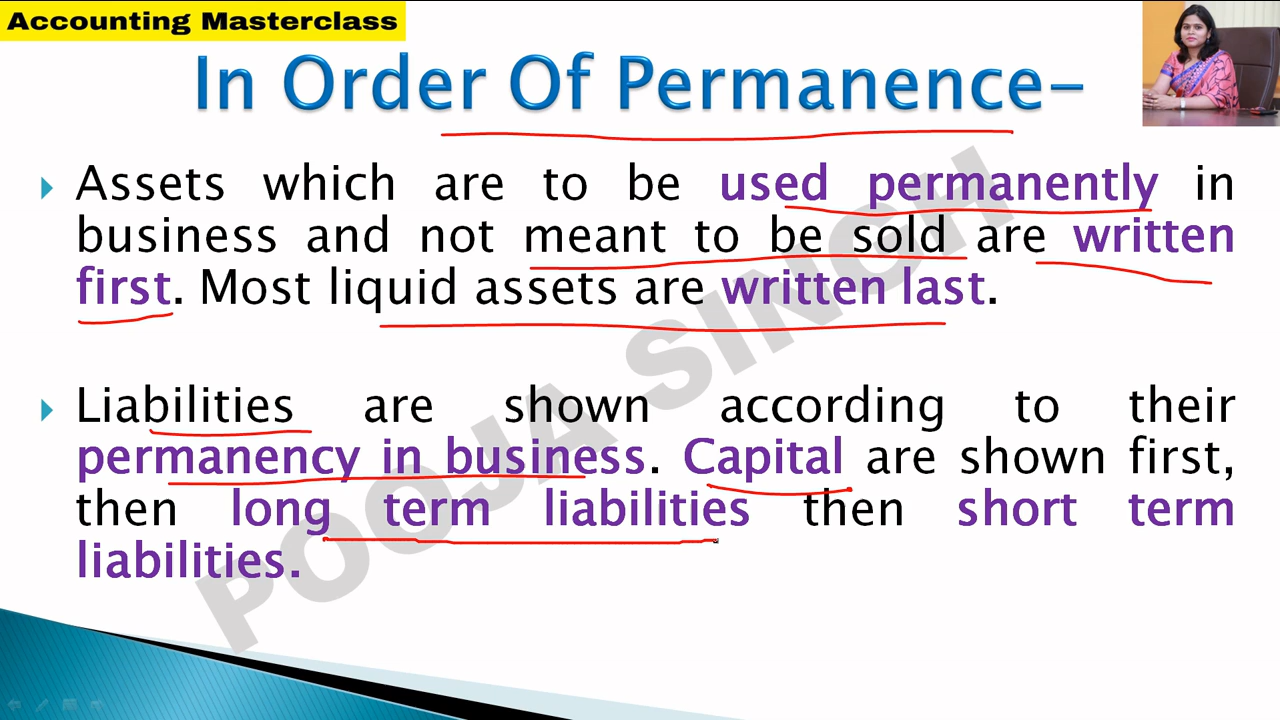 Accounting Masterclass
In Order Of Permanence-
Assets which are to be used permanently in
business and not meant to be sold are written
first. Most liquid assets are written last.
Liabilities are shown according to their
permanency in business. Capital are shown first,
then long term liabilities then short term
liabilities.
POOJA SINGH